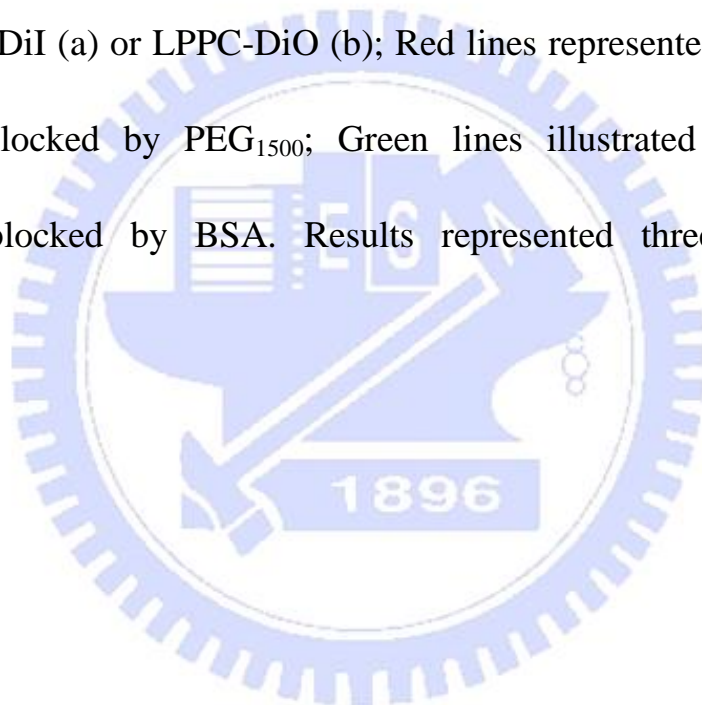 DiI (a) or LPPC-DiO (b); Red lines represente
locked by PEG1500; Green lines illustrated
blocked by BSA. Results represented thre
E S A
1896